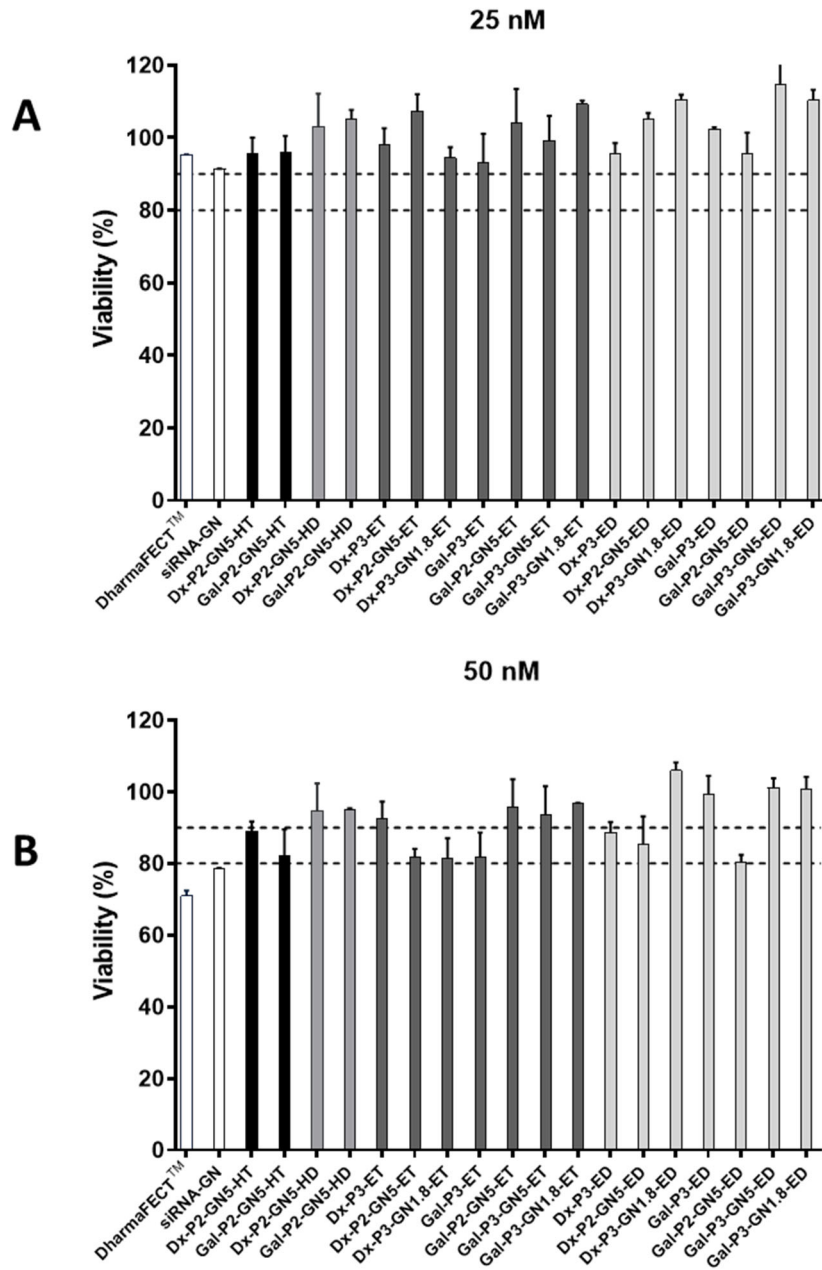 25 nM
A
Viability (%)
120
100
80
60
40
20
0
DharmaFECT™
siRNA-GN
Dx-P2-GN5-HT
Gal-P2-GN5-HT
Dx-P2-GN5-HD
Gal-P2-GN5-HD
Dx-P3-ET
Dx-P2-GN5-ET
Dx-P3-GN1.8-ET
Gal-P3-ET
Gal-P2-GN5-ET
Gal-P3-GN5-ET
Gal-P3-GN1.8-ET
Dx-P3-ED
Dx-P2-GN5-ED
Dx-P3-GN1.8-ED
Gal-P3-ED
Gal-P2-GN5-ED
Gal-P3-GN5-ED
Gal-P3-GN1.8-ED
50 nM
B
Viability (%)
120
100
80
60
40
20
0
DharmaFECT™
siRNA-GN
Dx-P2-GN5-HT
Gal-P2-GN5-HT
Dx-P2-GN5-HD
Gal-P2-GN5-HD
Dx-P3-ET
Dx-P2-GN5-ET
Dx-P3-GN1.8-ET
Gal-P3-ET
Gal-P2-GN5-ET
Gal-P3-GN5-ET
Gal-P3-GN1.8-ET
Dx-P3-ED
Dx-P2-GN5-ED
Dx-P3-GN1.8-ED
Gal-P3-ED
Gal-P2-GN5-ED
Gal-P3-GN5-ED
Gal-P3-GN1.8-ED